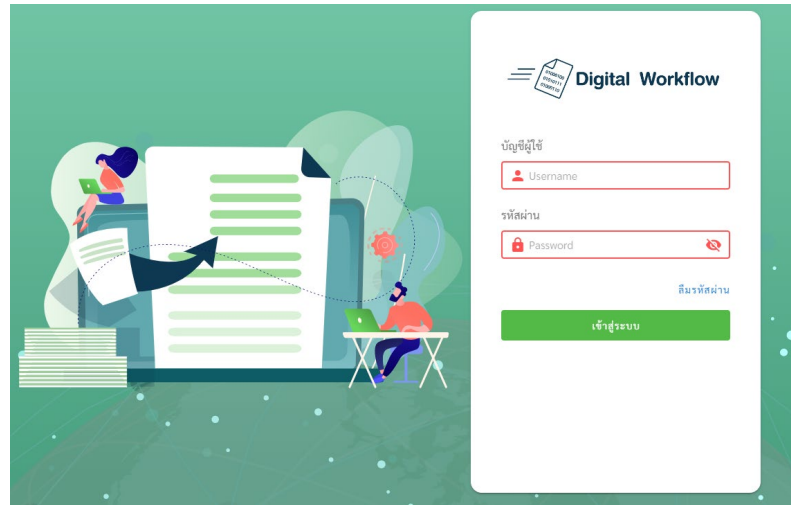 Digital Workflow
บัญชีผู้ใช้
Username
รหัสผ่าน
Password
ลืมรหัสผ่าน
เข้าสู่ระบบ